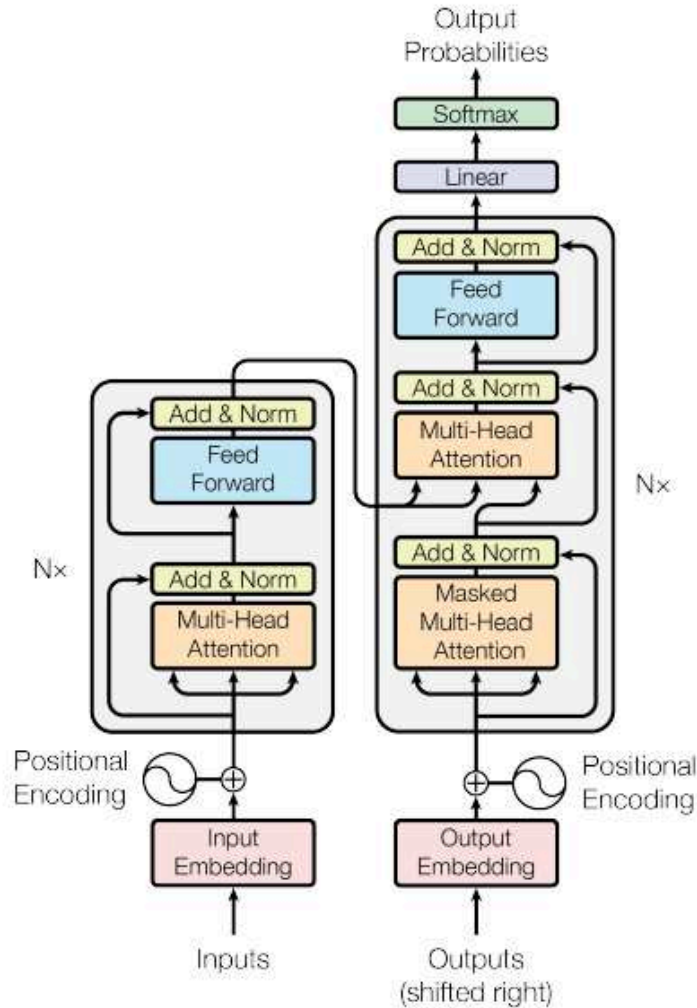 Output
Probabilities
Softmax
Linear
Add & Norm
Feed
Forward
Add & Norm
Multi-Head
Attention
Add & Norm
Masked
Multi-Head
Attention
Nx
Add & Norm
Feed
Forward
Add & Norm
Multi-Head
Attention
Nx
Positional
Encoding
Positional
Encoding
Input
Embedding
Output
Embedding
Inputs
Outputs
(shifted right)